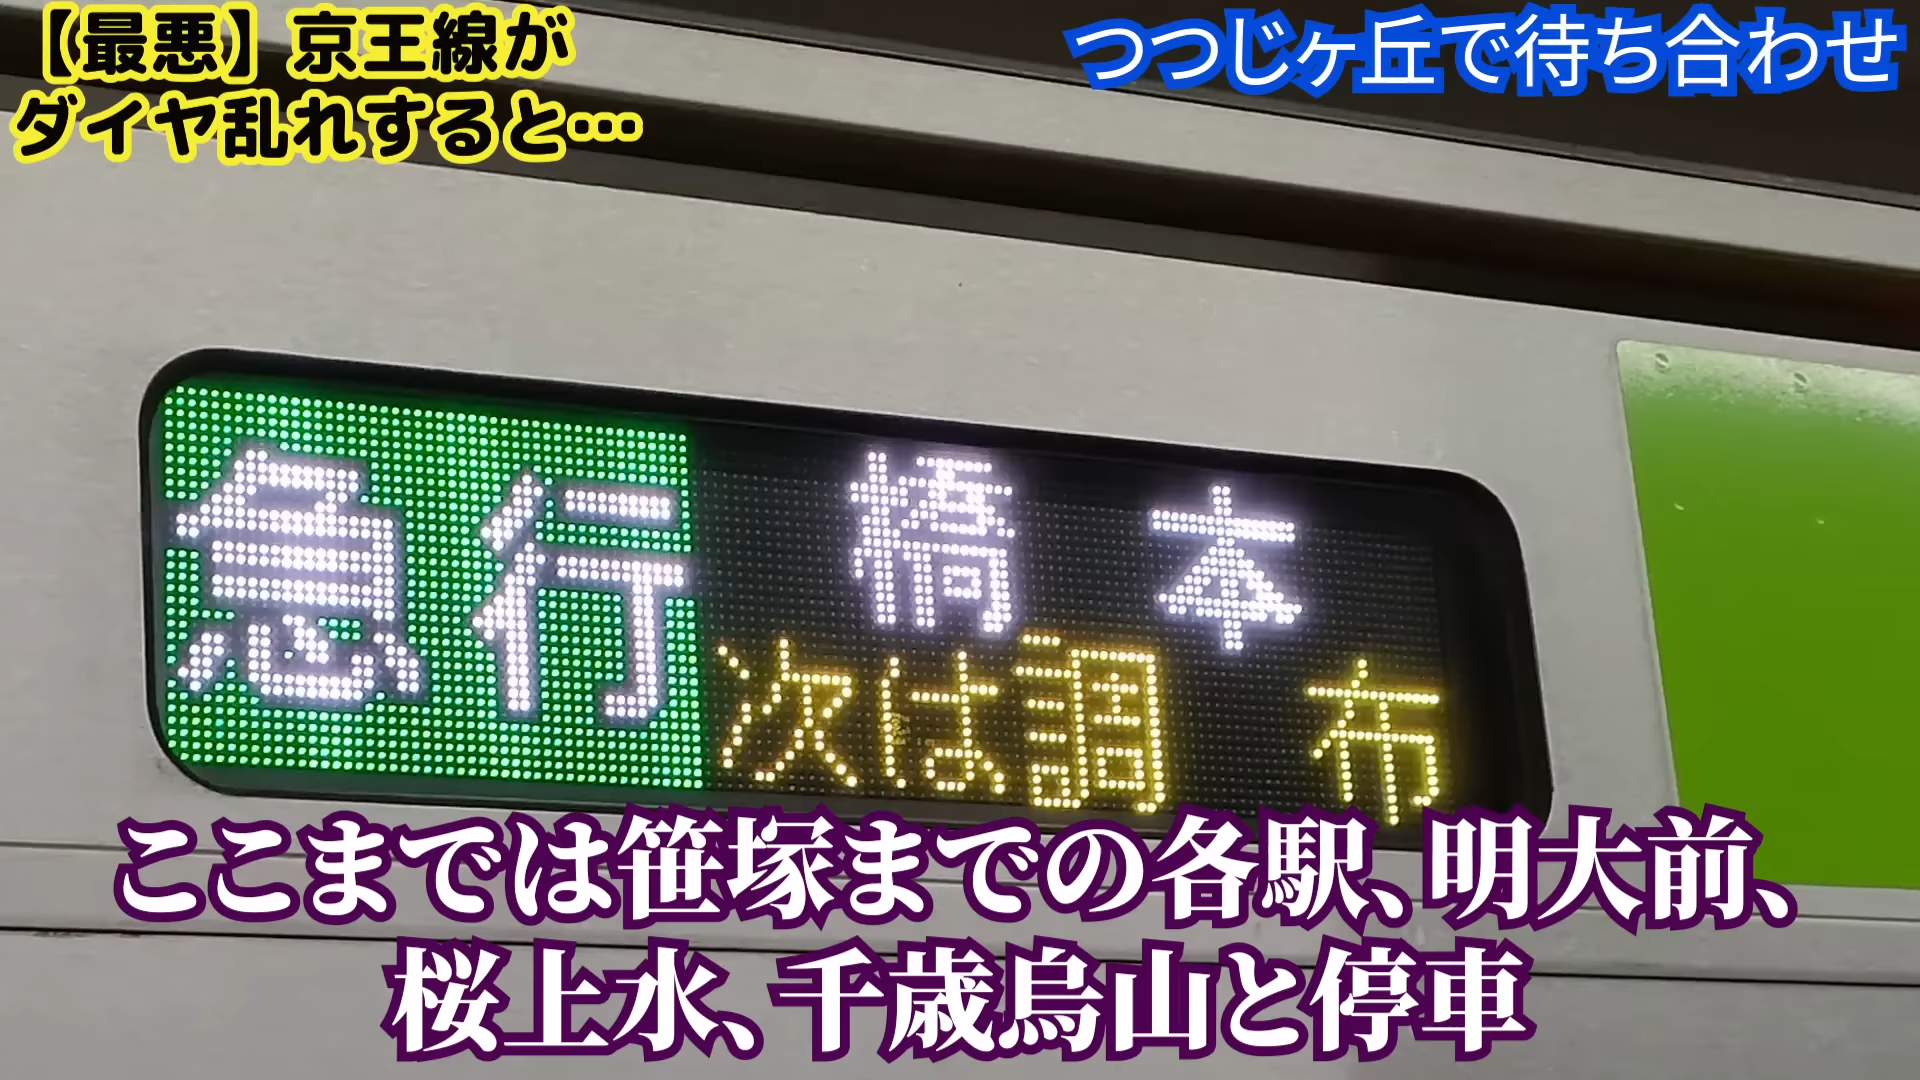 【最悪】京王線が
ダイヤ乱れすると…
つつじヶ丘で待ち合わせ
急行 橋本
次は調布
ここまでは笹塚までの各駅、明大前、
桜上水、千歳烏山と停車